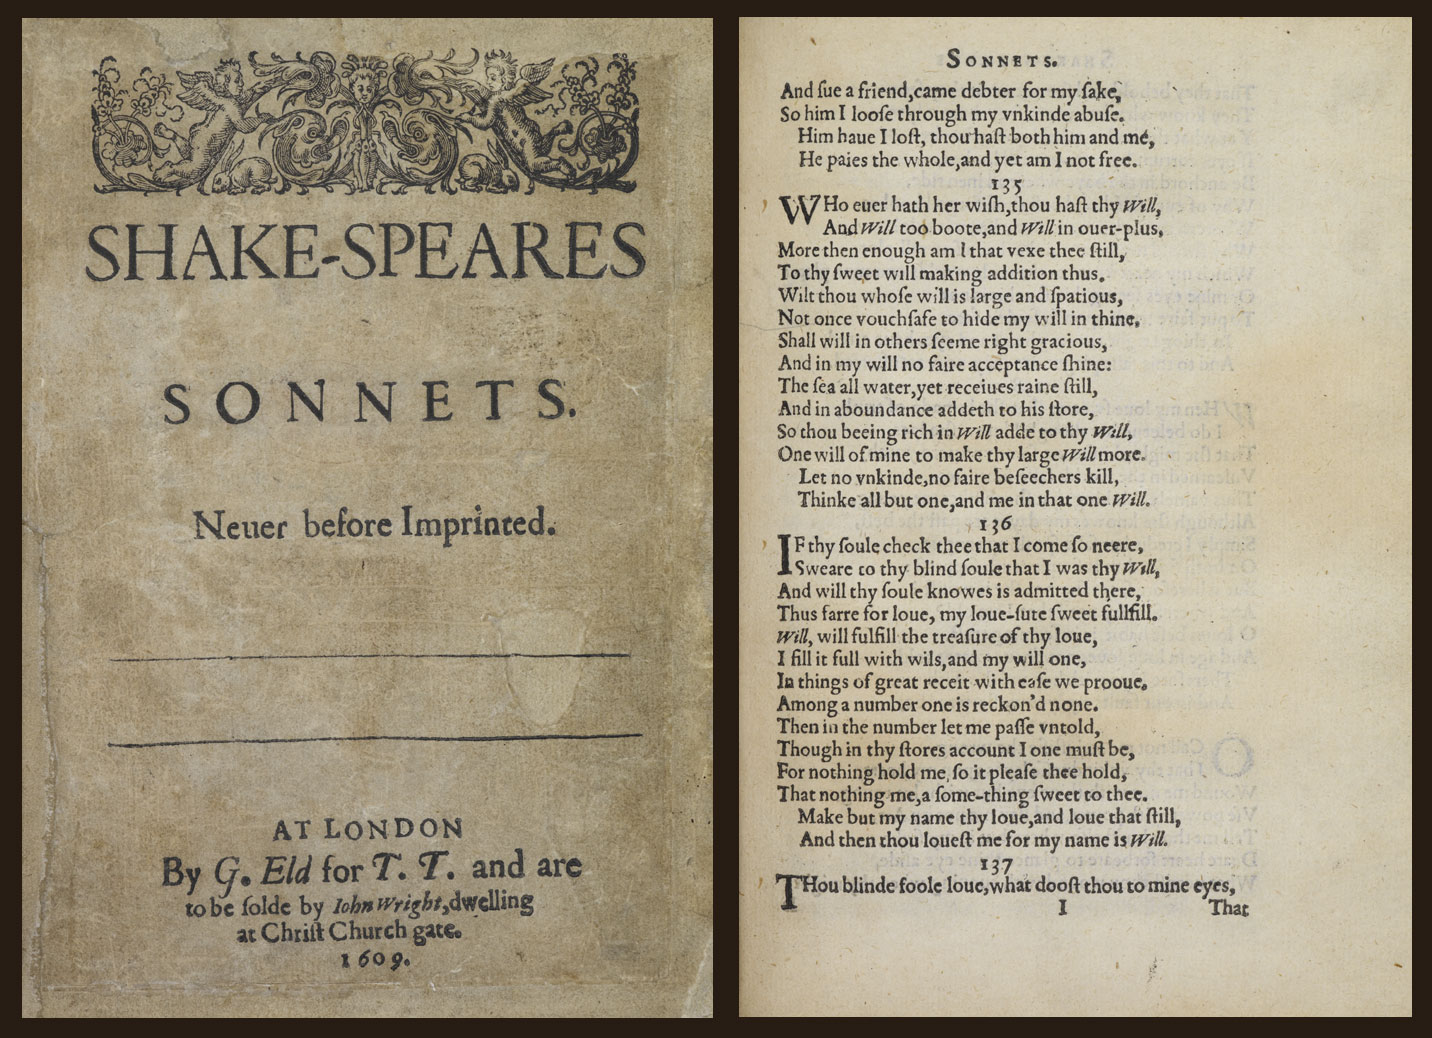 SHAKE-SPEARES
SONNETS.
Neuer before Imprinted.
AT LONDON
By G. Eld for T. T. and are
to be ſolde by Iohn Wright, dwelling
at Chriſt Church gate.
1609.
SONNETS.
And ſue a friend,came debter for my ſake,
So him I looſe through my vnkinde abuſe.
Him haue I loſt, thou haſt both him and me,
He paies the whole,and yet am I not free.
135
WHo euer hath her wiſh,thou haſt thy Will,
And Will too boote,and Will in ouer-plus,
More then enough am I that vexe thee ſtill,
To thy ſweet will making addition thus.
Wilt thou whoſe will is large and ſpatious,
Not once vouchſafe to hide my will in thine,
Shall will in others ſeeme right gracious,
And in my will no faire acceptance ſhine:
The ſea all water,yet receiues raine ſtill,
And in aboundance addeth to his ſtore,
So thou beeing rich in Will adde to thy Will,
One will of mine to make thy large Will more.
Let no vnkinde,no faire beſeechers kill,
Thinke all but one,and me in that one Will.
136
IF thy ſoule check thee that I come ſo neere,
Sweare to thy blind ſoule that I was thy Will,
And will thy ſoule knowes is admitted there,
Thus farre for loue, my loue-ſute ſweet fullfill.
Will, will fulfill the treaſure of thy loue,
I fill it full with wils,and my will one,
In things of great receit with eaſe we prooue,
Among a number one is reckon'd none.
Then in the number let me paſſe vntold,
Though in thy ſtores account I one muſt be,
For nothing hold me, ſo it pleaſe thee hold,
That nothing me,a ſome-thing ſweet to thee.
Make but my name thy loue,and loue that ſtill,
And then thou loueſt me for my name is Will.
137
THou blinde foole loue,what dooſt thou to mine eyes,
I That